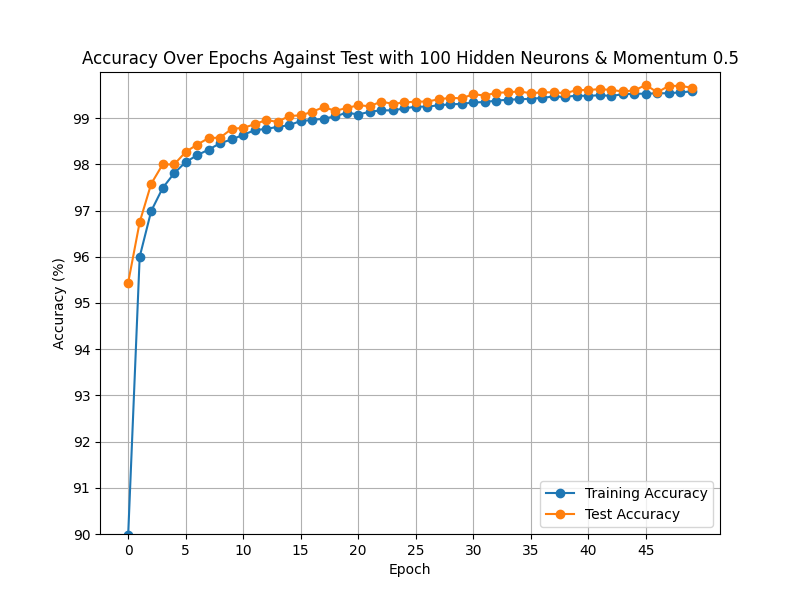 Accuracy Over Epochs Against Test with 100 Hidden Neurons & Momentum 0.5
Accuracy (%)
99
98
97
96
95
94
93
92
91
90
0 5 10 15 20 25 30 35 40 45
Epoch
Training Accuracy
Test Accuracy